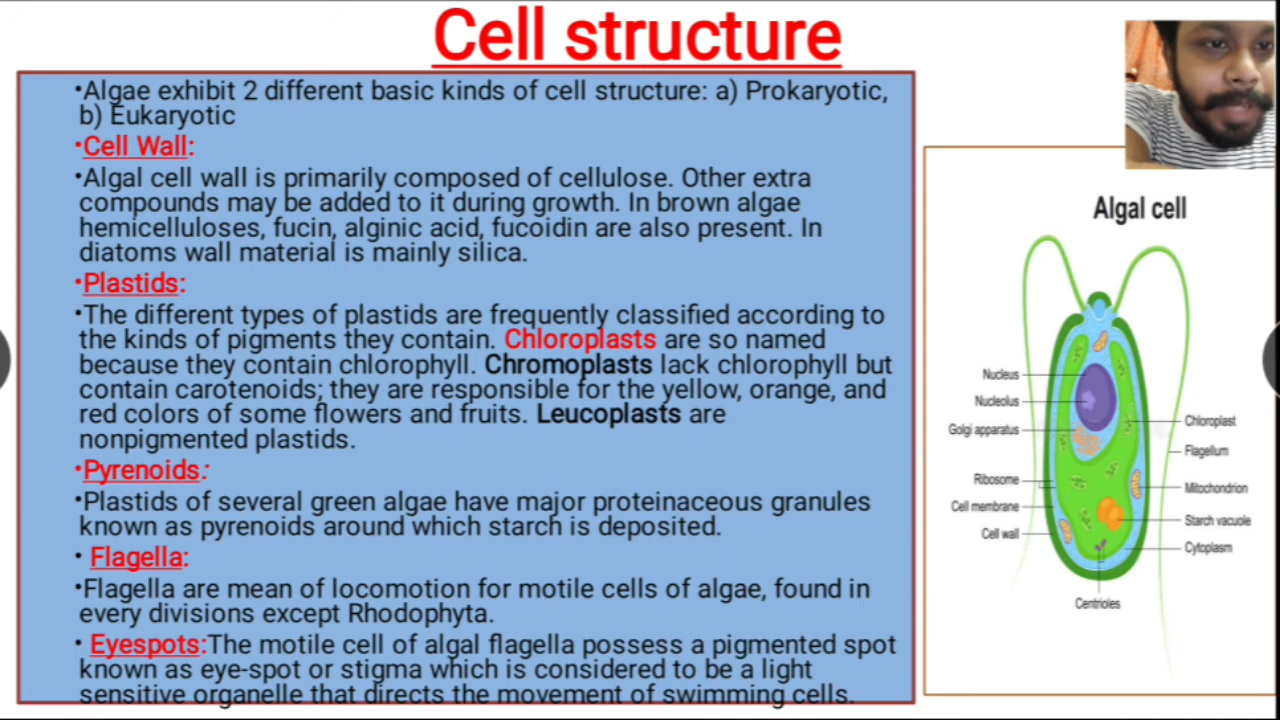 Cell structure
•Algae exhibit 2 different basic kinds of cell structure: a) Prokaryotic,
b) Eukaryotic
•Cell Wall:
•Algal cell wall is primarily composed of cellulose. Other extra
compounds may be added to it during growth. In brown algae
hemicelluloses, fucin, alginic acid, fucoidin are also present. In
diatoms wall material is mainly silica.
•Plastids:
•The different types of plastids are frequently classified according to
the kinds of pigments they contain. Chloroplasts are so named
because they contain chlorophyll. Chromoplasts lack chlorophyll but
contain carotenoids; they are responsible for the yellow, orange, and
red colors of some flowers and fruits. Leucoplasts are
nonpigmented plastids.
•Pyrenoids:
•Plastids of several green algae have major proteinaceous granules
known as pyrenoids around which starch is deposited.
• Flagella:
•Flagella are mean of locomotion for motile cells of algae, found in
every divisions except Rhodophyta.
• Eyespots:The motile cell of algal flagella possess a pigmented spot
known as eye-spot or stigma which is considered to be a light
sensitive organelle that directs the movement of swimming cells.
Algal cell
Nucleus
Nucleolus
Golgi apparatus
Ribosome
Cell membrane
Cell wall
Chloroplast
Flagellum
Mitochondrion
Starch vacuole
Cytoplasm
Centrioles